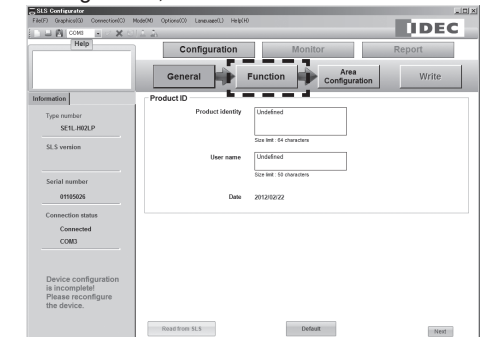 SLS Configurator
File(F) Graphics(G) Connection(C) Mode(M) Options(O) Language(L) Help(H)
COM3
IDEC
Help
Configuration Monitor Report
General Function Area Configuration Write
Information
Type number
SE1L-H02LP
SLS version
Serial number
01105026
Connection status
Connected
COM3
Device configuration
is incomplete!
Please reconfigure
the device.
Product ID
Product identity Undefined
Size limit : 64 characters
User name Undefined
Size limit : 50 characters
Date 2012/02/22
Read from SLS Default Next